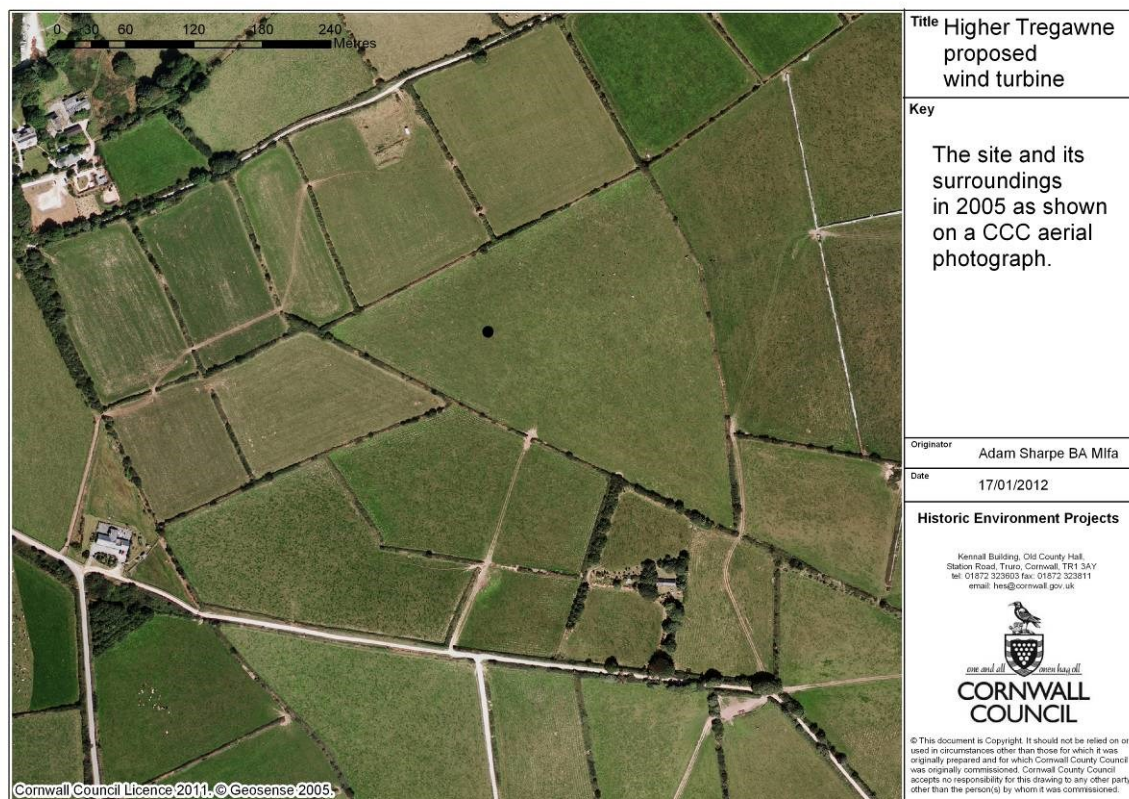 0 30 60 120 180 240
Metres
Cornwall Council Licence 2011. © Geosense 2005.
Title Higher Tregawne
proposed
wind turbine
Key
The site and its
surroundings
in 2005 as shown
on a CCC aerial
photograph.
Originator Adam Sharpe BA MIfa
Date 17/01/2012
Historic Environment Projects
Kennall Building, Old County Hall,
Station Road, Truro, Cornwall, TR1 3AY
tel: 01872 323603 fax: 01872 323811
email: hes@cornwall.gov.uk
one and all onen hag oll
CORNWALL
COUNCIL
© This document is Copyright. It should not be relied on or
used in circumstances other than those for which it was
originally prepared and for which Cornwall County Council
was originally commissioned. Cornwall County Council
accepts no responsibility for this drawing to any other party
other than the person(s) by whom it was commissioned.